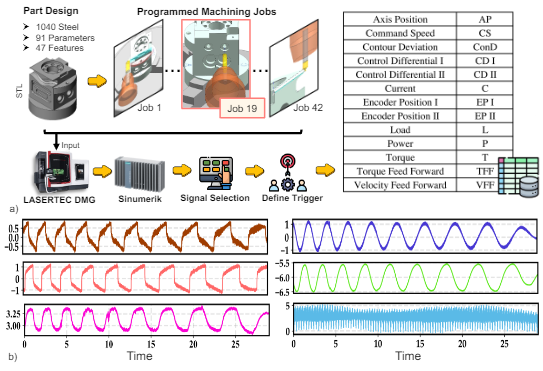 Part Design
1040 Steel
91 Parameters
47 Features
STL
Programmed Machining Jobs
Job 1
Job 19
Job 42
Input
LASERTEC DMG
Sinumerik
Signal Selection
Define Trigger
a)
Axis Position AP
Command Speed CS
Contour Deviation ConD
Control Differential I CD I
Control Differential II CD II
Current C
Encoder Position I EP I
Encoder Position II EP II
Load L
Power P
Torque T
Torque Feed Forward TFF
Velocity Feed Forward VFF
0.5
0.0
−0.5
1
0
−1
3.25
3.00
0 5 10 15 20 25
Time
1
0
−1
−5.5
−6.0
−6.5
5
0
0 5 10 15 20 25
Time
b)